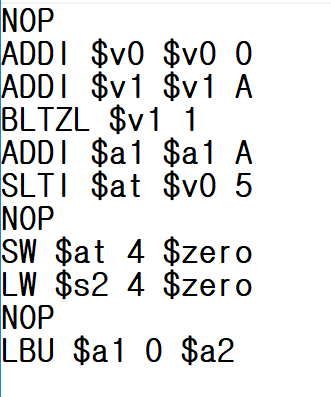 NOP
ADDI $v0 $v0 0
ADDI $v1 $v1 A
BLTZL $v1 1
ADDI $a1 $a1 A
SLTI $at $v0 5
NOP
SW $at 4 $zero
LW $s2 4 $zero
NOP
LBU $a1 0 $a2